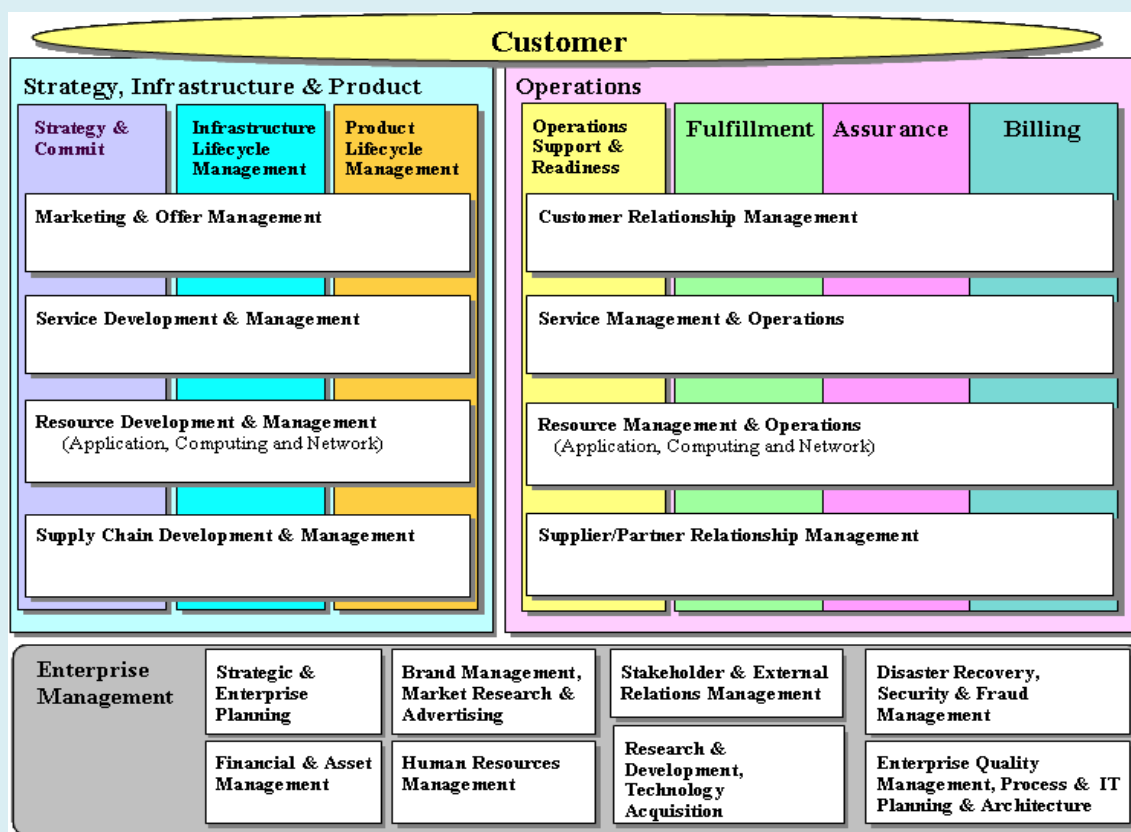 Customer
Strategy, Infrastructure & Product
Strategy &
Commit
Infrastructure
Lifecycle
Management
Product
Lifecycle
Management
Marketing & Offer Management
Service Development & Management
Resource Development & Management
(Application, Computing and Network)
Supply Chain Development & Management
Operations
Operations
Support &
Readiness
Fulfillment
Assurance
Billing
Customer Relationship Management
Service Management & Operations
Resource Management & Operations
(Application, Computing and Network)
Supplier/Partner Relationship Management
Enterprise
Management
Strategic &
Enterprise
Planning
Brand Management,
Market Research &
Advertising
Stakeholder & External
Relations Management
Disaster Recovery,
Security & Fraud
Management
Financial & Asset
Management
Human Resources
Management
Research &
Development,
Technology
Acquisition
Enterprise Quality
Management, Process & IT
Planning & Architecture